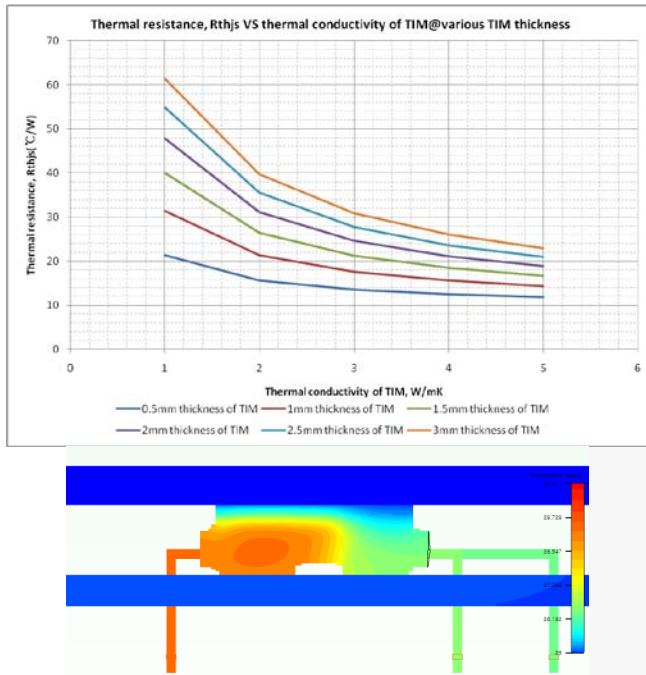 Thermal resistance, Rthjs VS thermal conductivity of TIM@various TIM thickness
Thermal resistance, Rthjs(℃/W)
70
60
50
40
30
20
10
0
0 1 2 3 4 5 6
Thermal conductivity of TIM, W/mK
0.5mm thickness of TIM 1mm thickness of TIM 1.5mm thickness of TIM
2mm thickness of TIM 2.5mm thickness of TIM 3mm thickness of TIM
29.729
28.547